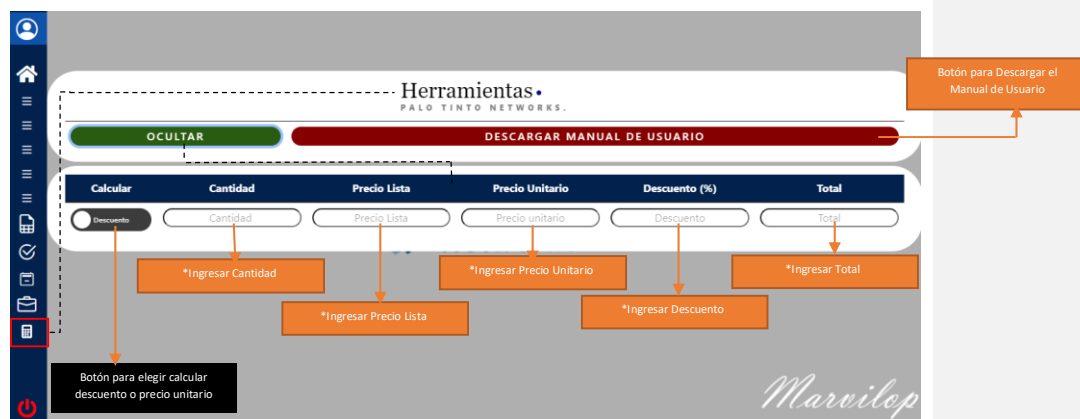 Botón para Descargar el
Manual de Usuario
Herramientas
PALO TINTO NETWORKS.
OCULTAR
DESCARGAR MANUAL DE USUARIO
Calcular Cantidad Precio Lista Precio Unitario Descuento (%) Total
Descuento Cantidad Precio Lista Precio unitario Descuento Total
*Ingresar Cantidad
*Ingresar Precio Unitario
*Ingresar Total
*Ingresar Precio Lista
*Ingresar Descuento
Botón para elegir calcular
descuento o precio unitario
Marvilop